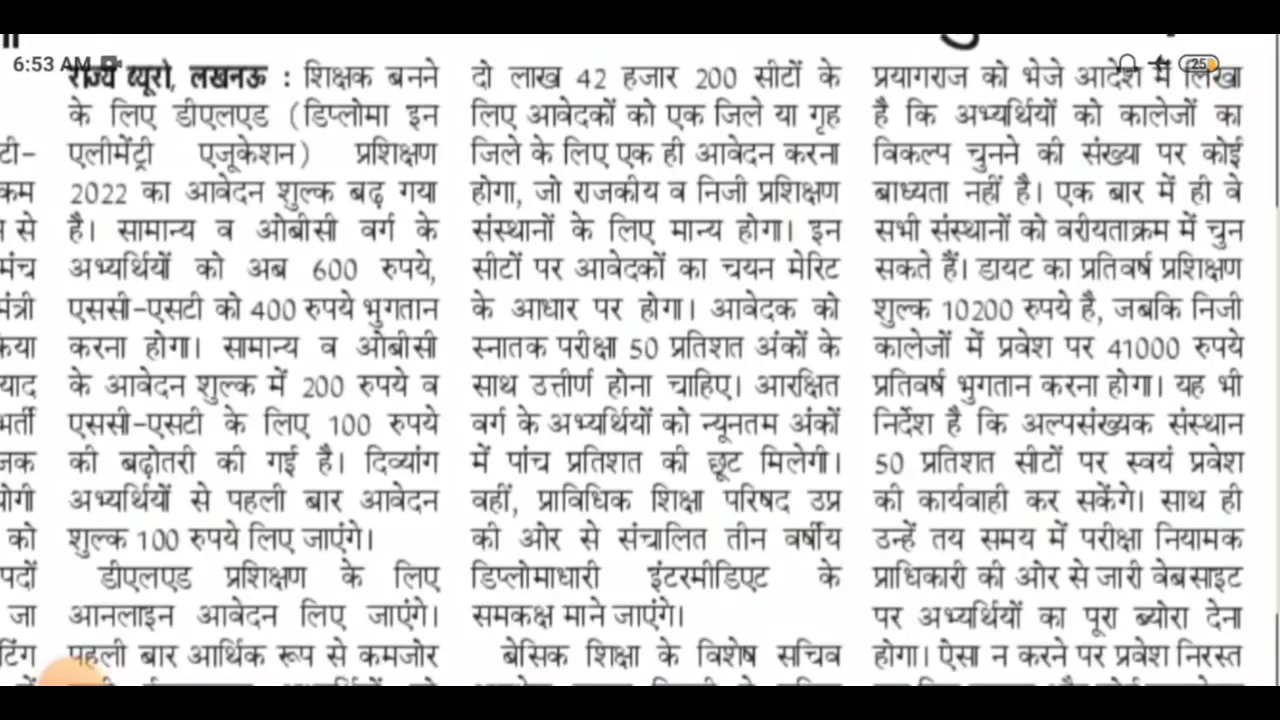 6:53 AM
25
टी-
कम
से
मंच
मंत्री
याद
भर्ती
को
पदों
जा
टिंग
राज्य ब्यूरो, लखनऊ : शिक्षक बनने
के लिए डीएलएड (डिप्लोमा इन
एलीमेंट्री एजूकेशन) प्रशिक्षण
2022 का आवेदन शुल्क बढ़ गया
है। सामान्य व ओबीसी वर्ग के
अभ्यर्थियों को अब 600 रुपये,
एससी-एसटी को 400 रुपये भुगतान
करना होगा। सामान्य व ओबीसी
के आवेदन शुल्क में 200 रुपये व
एससी-एसटी के लिए 100 रुपये
की बढ़ोतरी की गई है। दिव्यांग
अभ्यर्थियों से पहली बार आवेदन
शुल्क 100 रुपये लिए जाएंगे।
डीएलएड प्रशिक्षण के लिए
आनलाइन आवेदन लिए जाएंगे।
पहली बार आर्थिक रूप से कमजोर
दो लाख 42 हजार 200 सीटों के
लिए आवेदकों को एक जिले या गृह
जिले के लिए एक ही आवेदन करना
होगा, जो राजकीय व निजी प्रशिक्षण
संस्थानों के लिए मान्य होगा। इन
सीटों पर आवेदकों का चयन मेरिट
के आधार पर होगा। आवेदक को
स्नातक परीक्षा 50 प्रतिशत अंकों के
साथ उत्तीर्ण होना चाहिए। आरक्षित
वर्ग के अभ्यर्थियों को न्यूनतम अंकों
में पांच प्रतिशत की छूट मिलेगी।
वहीं, प्राविधिक शिक्षा परिषद उप्र
की ओर से संचालित तीन वर्षीय
डिप्लोमाधारी इंटरमीडिएट के
समकक्ष माने जाएंगे।
बेसिक शिक्षा के विशेष सचिव
प्रयागराज को भेजे आदेश में लिखा
है कि अभ्यर्थियों को कालेजों का
विकल्प चुनने की संख्या पर कोई
बाध्यता नहीं है। एक बार में ही वे
सभी संस्थानों को वरीयताक्रम में चुन
सकते हैं। डायट का प्रतिवर्ष प्रशिक्षण
शुल्क 10200 रुपये है, जबकि निजी
कालेजों में प्रवेश पर 41000 रुपये
प्रतिवर्ष भुगतान करना होगा। यह भी
निर्देश है कि अल्पसंख्यक संस्थान
50 प्रतिशत सीटों पर स्वयं प्रवेश
की कार्यवाही कर सकेंगे। साथ ही
उन्हें तय समय में परीक्षा नियामक
प्राधिकारी की ओर से जारी वेबसाइट
पर अभ्यर्थियों का पूरा ब्योरा देना
होगा। ऐसा न करने पर प्रवेश निरस्त